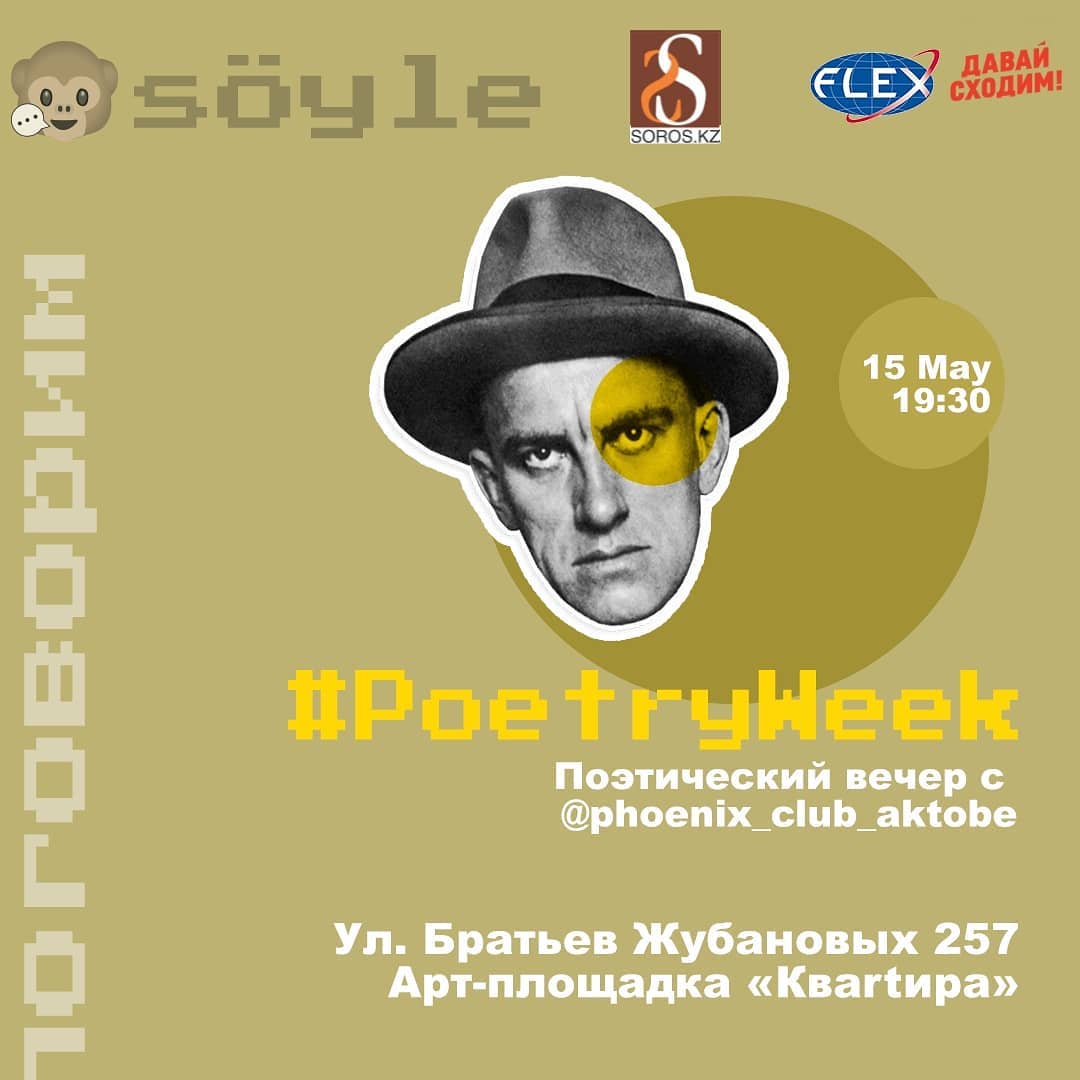 söyle
SOROS.KZ
FLEX
ДАВАЙ
СХОДИМ!
ПОГОВОРИМ
15 May
19:30
#PoetryWeek
Поэтический вечер с
@phoenix_club_aktobe
Ул. Братьев Жубановых 257
Арт-площадка «Квartира»